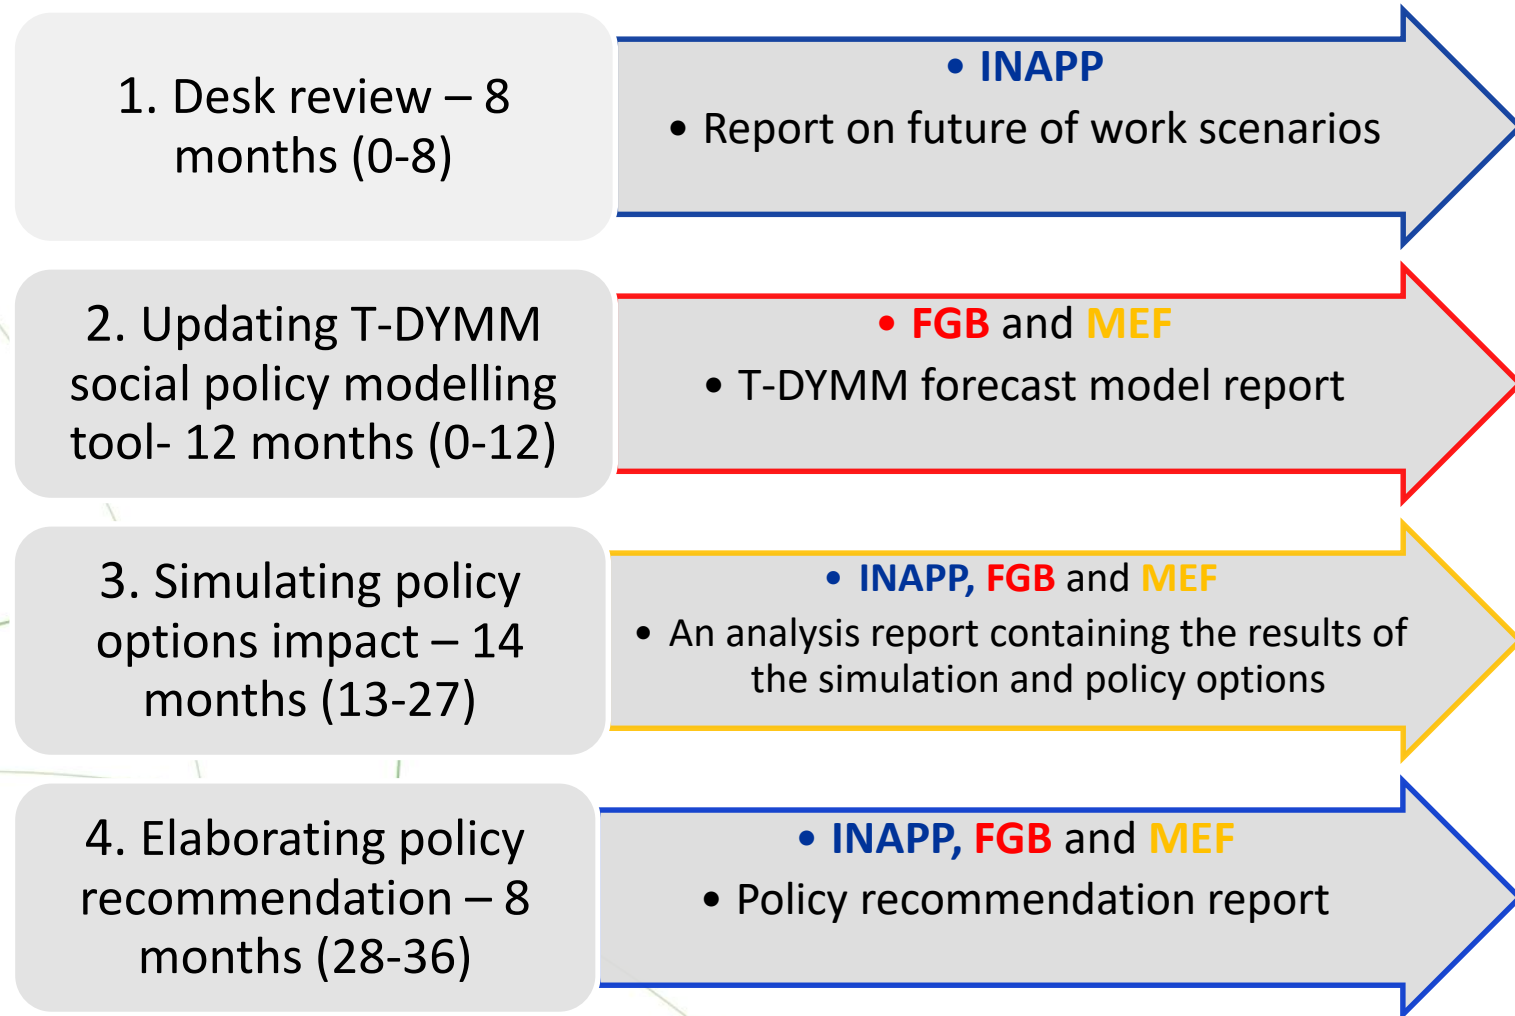 1. Desk review – 8
months (0-8)
• INAPP
• Report on future of work scenarios
2. Updating T-DYMM
social policy modelling
tool- 12 months (0-12)
• FGB and MEF
• T-DYMM forecast model report
3. Simulating policy
options impact – 14
months (13-27)
• INAPP, FGB and MEF
• An analysis report containing the results of
the simulation and policy options
4. Elaborating policy
recommendation – 8
months (28-36)
• INAPP, FGB and MEF
• Policy recommendation report